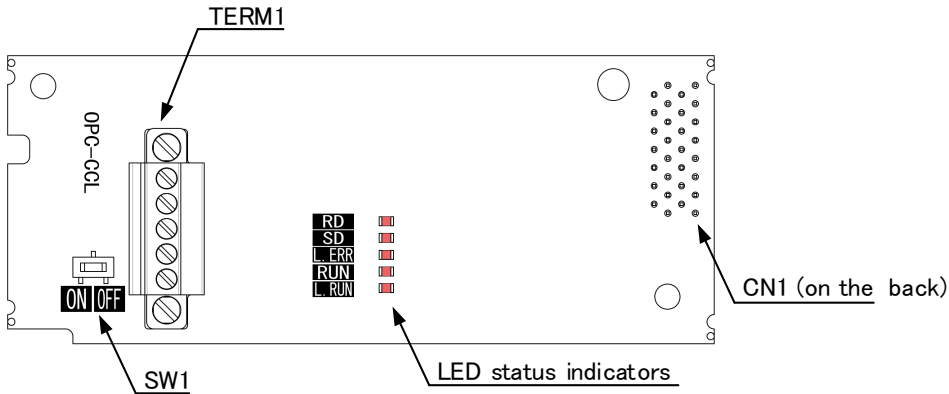 TERM1
OPC-CCL
RD
SD
L. ERR
RUN
L. RUN
ON OFF
CN1 (on the back)
LED status indicators
SW1